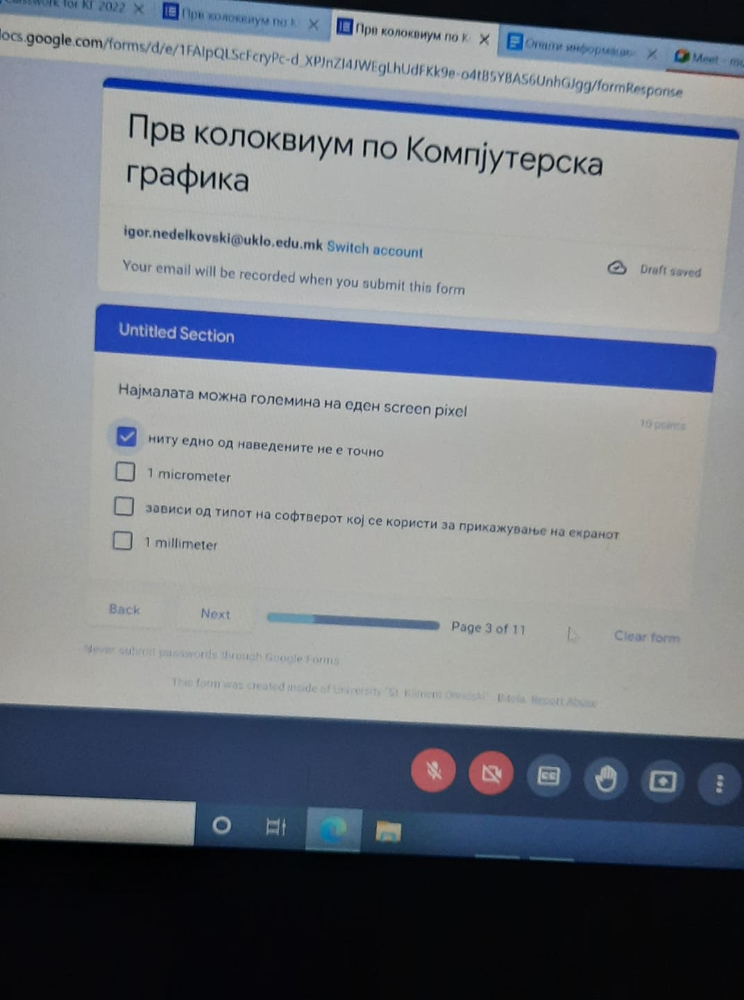 for КГ 2022
Прв колоквиум по К
Прв колоквиум по К
Општи информации
Meet
docs.google.com/forms/d/e/1FAIpQLScFcryPc-d_XPJnZI4JWEgLhUdFKk9e-o4tB5YBAS6UnhGJgg/formResponse
Прв колоквиум по Компјутерска
графика
igor.nedelkovski@uklo.edu.mk Switch account
Draft saved
Your email will be recorded when you submit this form
Untitled Section
Најмалата можна големина на еден screen pixel
10 points
ниту едно од наведените не е точно
1 micrometer
зависи од типот на софтверот кој се користи за прикажување на екранот
1 millimeter
Back
Next
Page 3 of 11
Clear form
Never submit passwords through Google Forms.
This form was created inside of University "St. Kliment Ohridski" - Bitola. Report Abuse
CC